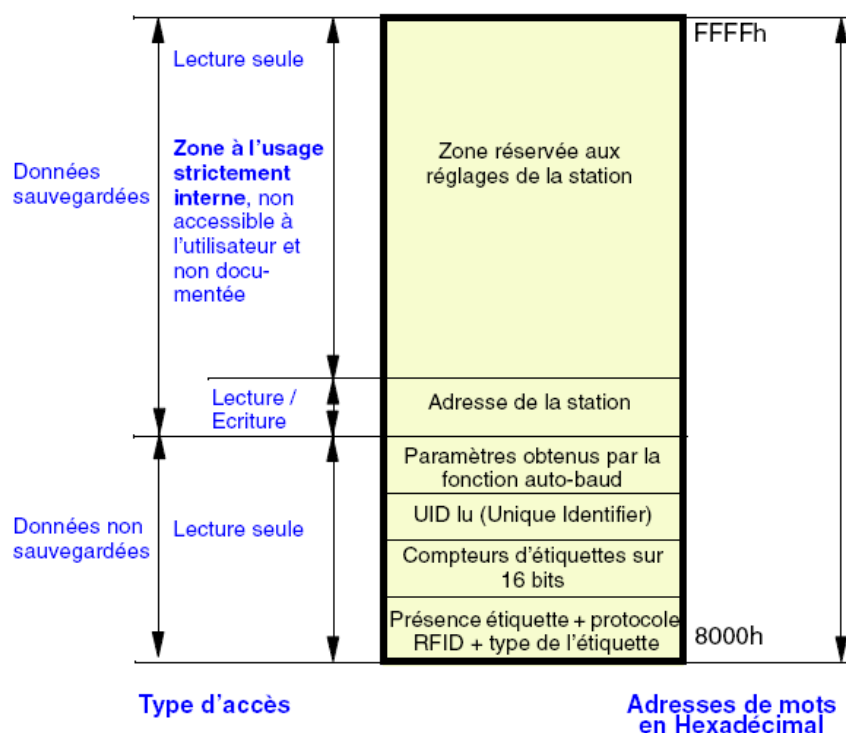 FFFFh
Lecture seule
Données
sauvegardées
Zone à l'usage
strictement
interne, non
accessible à
l'utilisateur et
non docu-
mentée
Zone réservée aux
réglages de la station
Lecture /
Ecriture
Adresse de la station
Paramètres obtenus par la
fonction auto-baud
Données non
sauvegardées
Lecture seule
UID lu (Unique Identifier)
Compteurs d'étiquettes sur
16 bits
Présence étiquette + protocole
RFID + type de l'étiquette
8000h
Type d'accès
Adresses de mots
en Hexadécimal